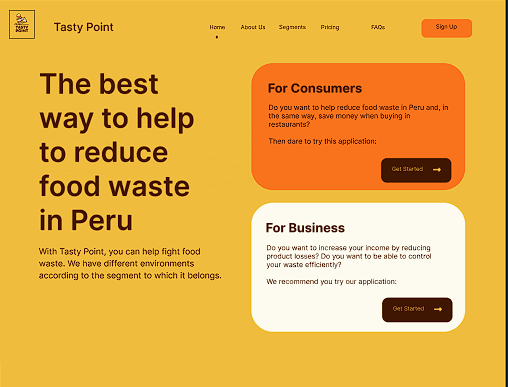 TASTY
POINT
Tasty Point
Home
About Us
Segments
Pricing
FAQs
Sign Up
The best
way to help
to reduce
food waste
in Peru
With Tasty Point, you can help fight food
waste. We have different environments
according to the segment to which it belongs.
For Consumers
Do you want to help reduce food waste in Peru and, in
the same way, save money when buying in
restaurants?
Then dare to try this application:
Get Started
For Business
Do you want to increase your income by reducing
product losses? Do you want to be able to control
your waste efficiently?
We recommend you try our application:
Get Started